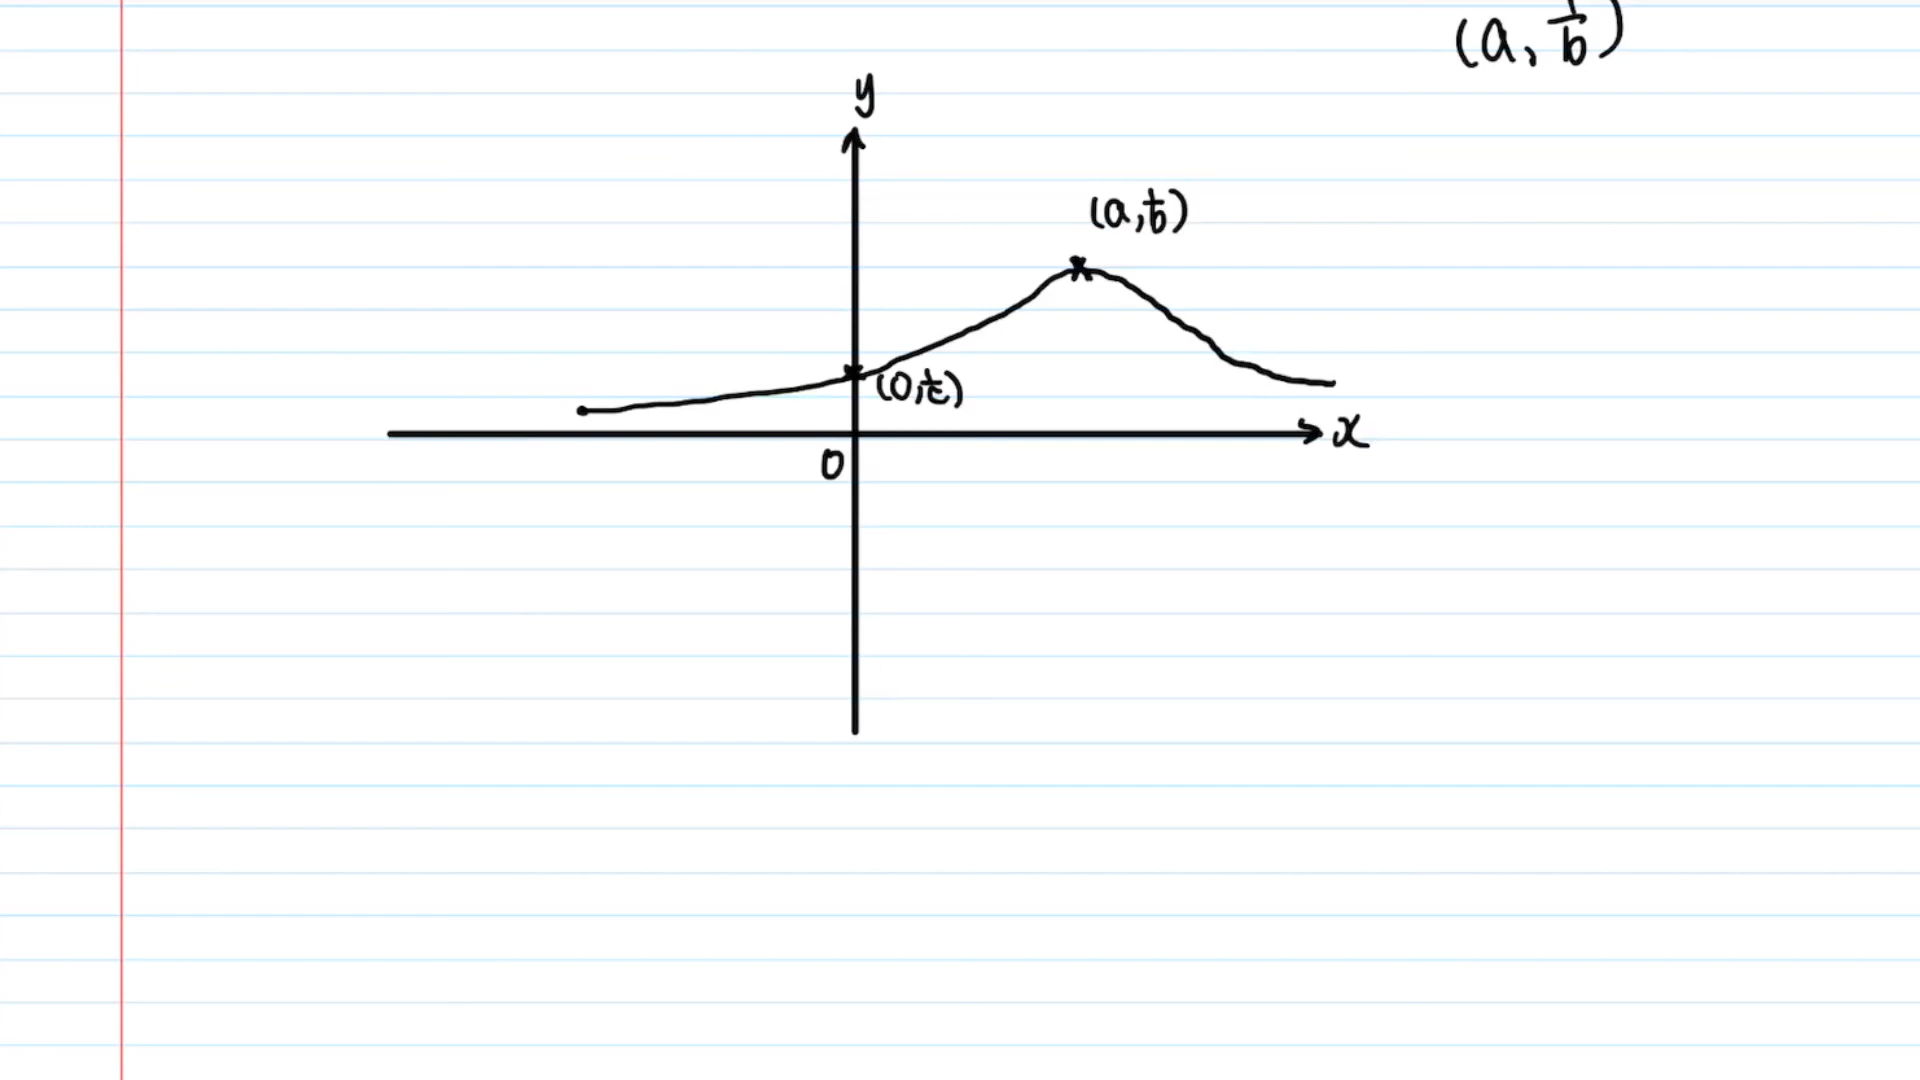 (a, 1/b)
y
(a, 1/b)
(0, 1/c)
x
0